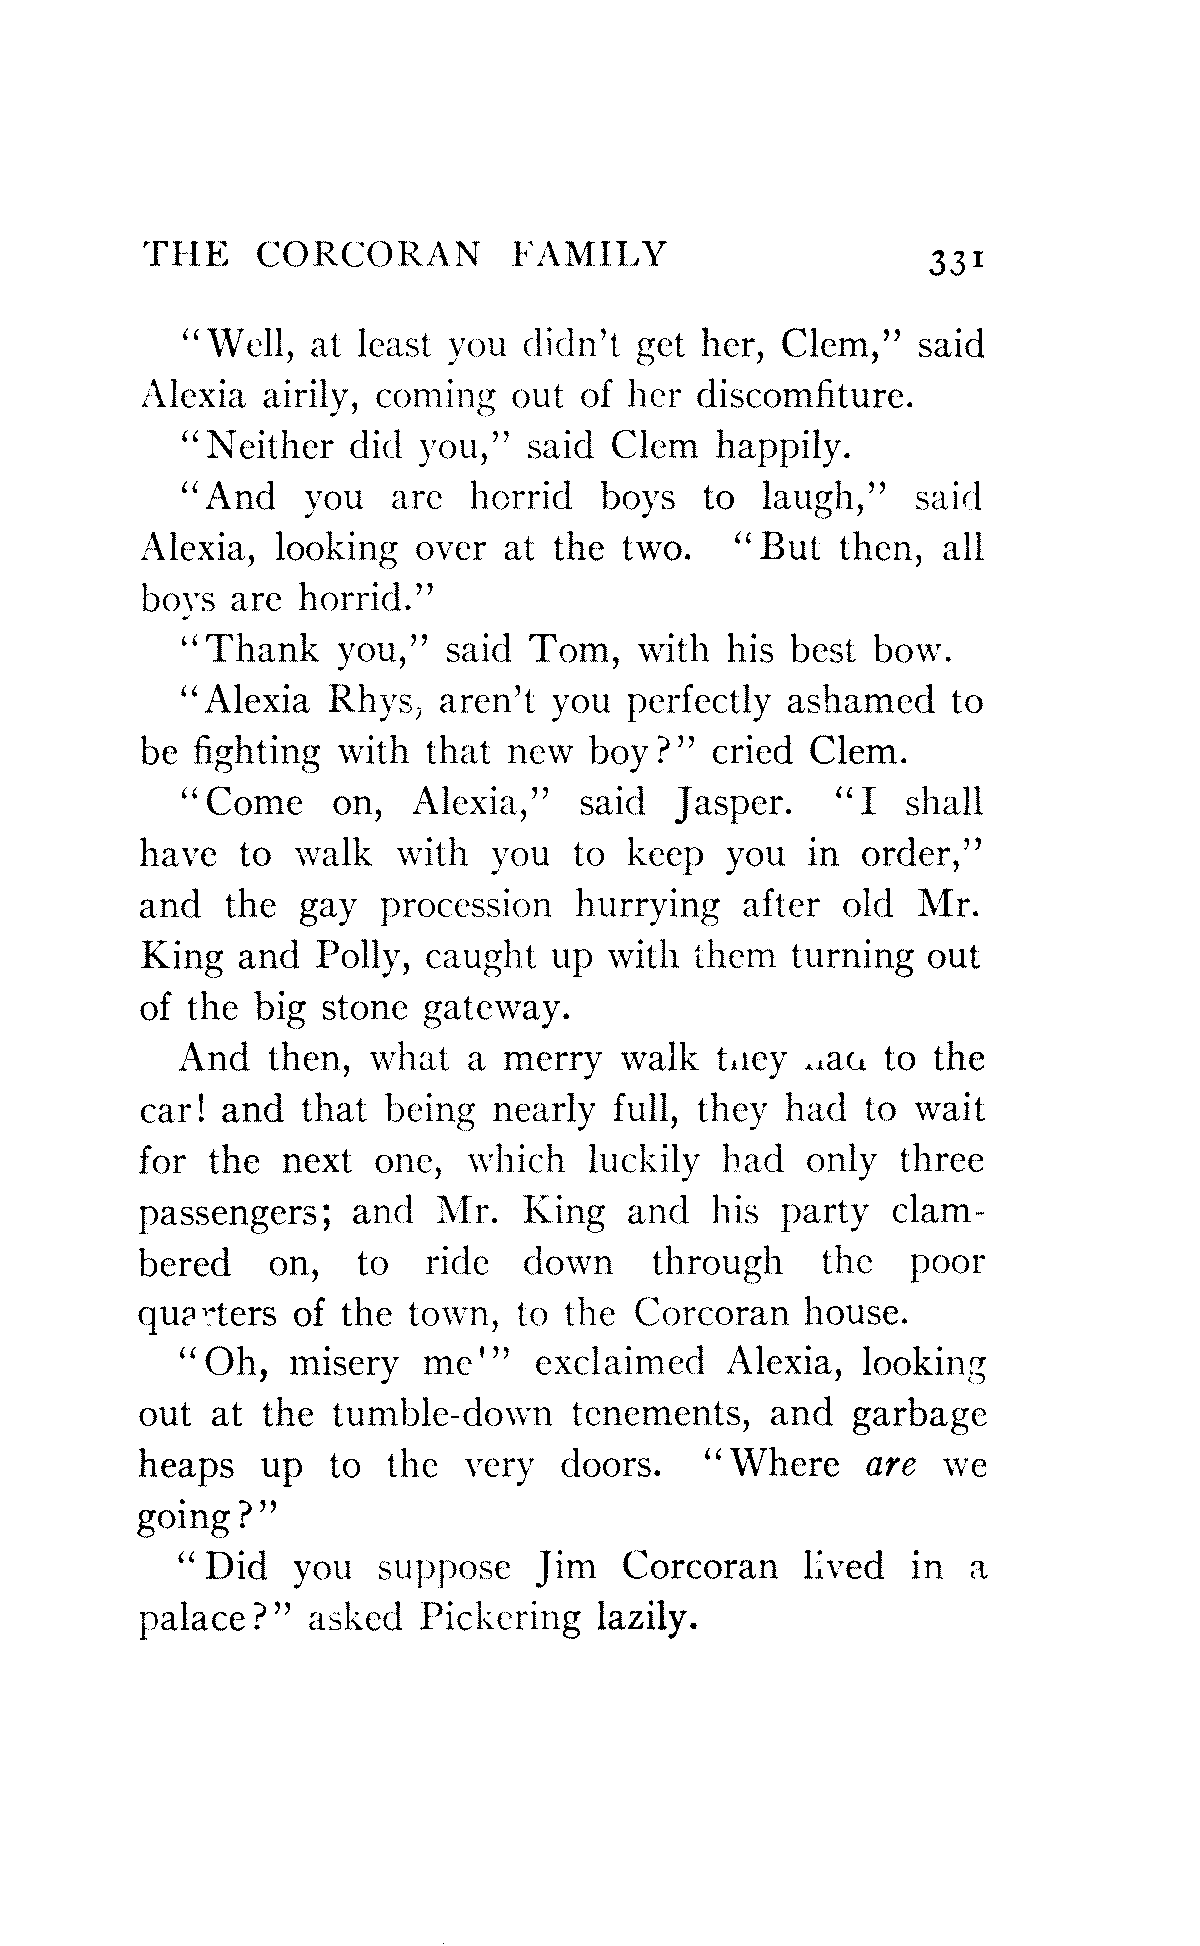 THE CORCORAN FAMILY 331
"Well, at least you didn't get her, Clem," said
Alexia airily, coming out of her discomfiture.
"Neither did you," said Clem happily.
"And you are horrid boys to laugh," said
Alexia, looking over at the two. "But then, all
boys are horrid."
"Thank you," said Tom, with his best bow.
"Alexia Rhys, aren't you perfectly ashamed to
be fighting with that new boy?" cried Clem.
"Come on, Alexia," said Jasper. "I shall
have to walk with you to keep you in order,"
and the gay procession hurrying after old Mr.
King and Polly, caught up with them turning out
of the big stone gateway.
And then, what a merry walk they had to the
car! and that being nearly full, they had to wait
for the next one, which luckily had only three
passengers; and Mr. King and his party clam-
bered on, to ride down through the poor
quarters of the town, to the Corcoran house.
"Oh, misery me!" exclaimed Alexia, looking
out at the tumble-down tenements, and garbage
heaps up to the very doors. "Where are we
going?"
"Did you suppose Jim Corcoran lived in a
palace?" asked Pickering lazily.